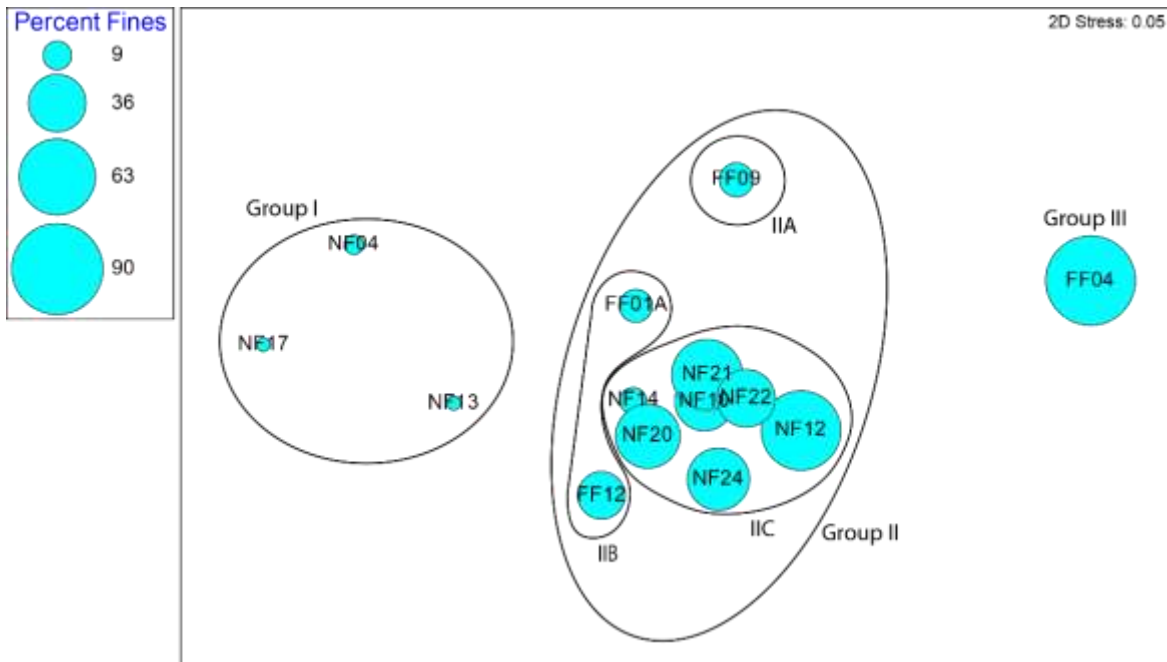 Percent Fines
9
36
63
90
2D Stress: 0.05
FF09
IIA
Group I
NF04
Group III
FF04
FF01A
NF17
NF21
NF13
NF14
NF10
NF22
NF20
NF12
NF24
FF12
IIB
IIC
Group II